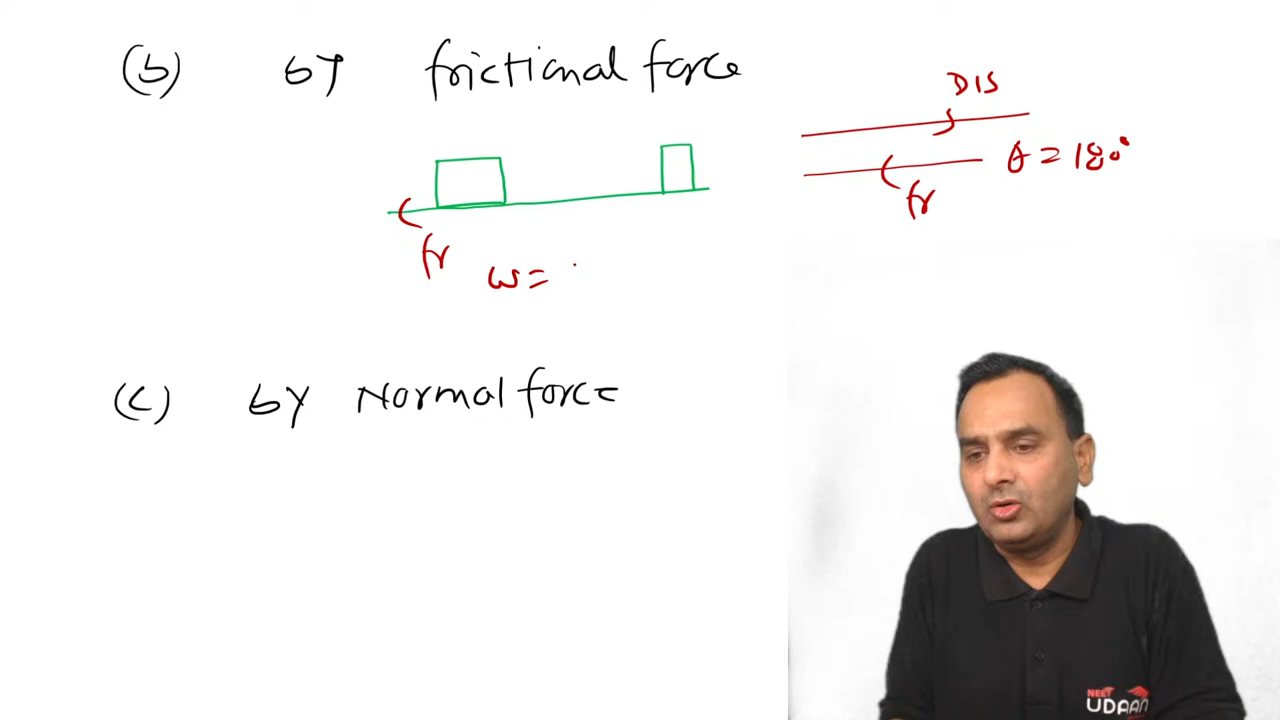 (b) by frictional force
DIS
θ = 180°
fr
fr
w =
(c) by Normal force
NEET
UDAAN